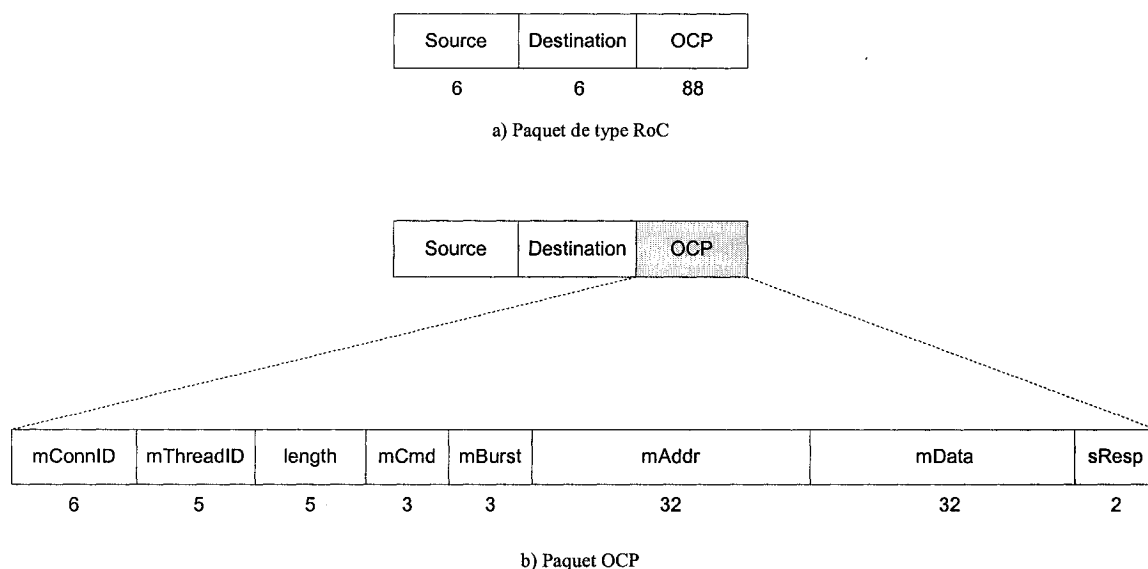 Source Destination OCP
6 6 88
a) Paquet de type RoC
Source Destination OCP
mConnID mThreadID length mCmd mBurst mAddr mData sResp
6 5 5 3 3 32 32 2
b) Paquet OCP